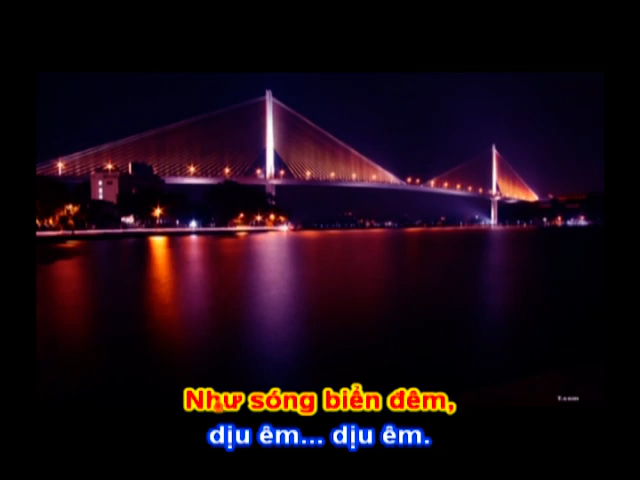 Như sóng biển đêm,
dịu êm... dịu êm.